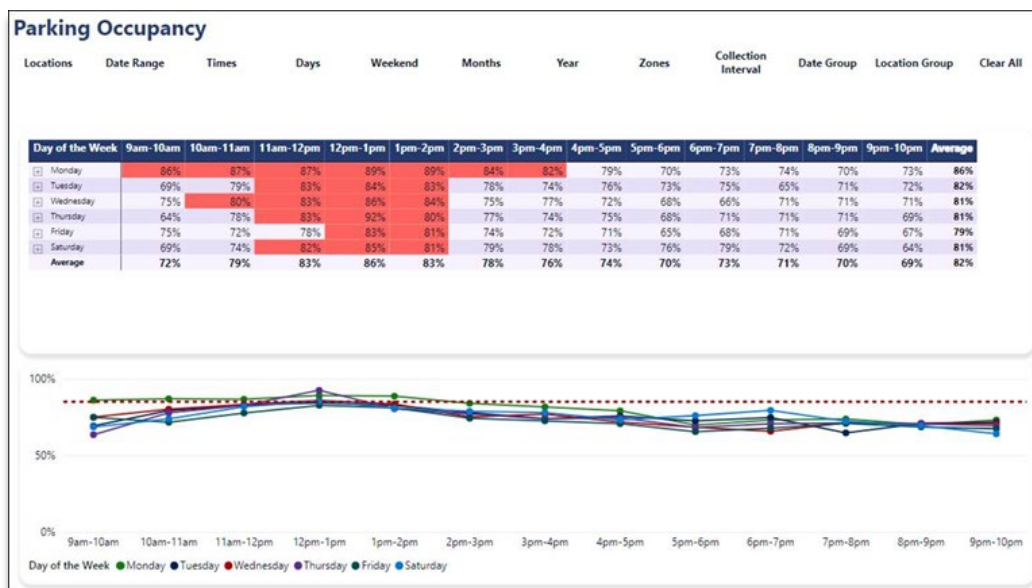 Parking Occupancy
Locations Date Range Times Days Weekend Months Year Zones Collection Interval Date Group Location Group Clear All
Day of the Week 9am-10am 10am-11am 11am-12pm 12pm-1pm 1pm-2pm 2pm-3pm 3pm-4pm 4pm-5pm 5pm-6pm 6pm-7pm 7pm-8pm 8pm-9pm 9pm-10pm Average
Monday 86% 87% 87% 89% 89% 84% 82% 79% 70% 73% 74% 70% 73% 86%
Tuesday 69% 79% 83% 84% 83% 78% 74% 76% 73% 75% 65% 71% 72% 82%
Wednesday 75% 80% 83% 86% 84% 75% 77% 72% 68% 66% 71% 71% 71% 81%
Thursday 64% 78% 83% 92% 80% 77% 74% 75% 68% 71% 71% 71% 69% 81%
Friday 75% 72% 78% 83% 81% 74% 72% 71% 65% 68% 71% 69% 67% 79%
Saturday 69% 74% 82% 85% 81% 79% 78% 73% 76% 79% 72% 69% 64% 81%
Average 72% 79% 83% 86% 83% 78% 76% 74% 70% 73% 71% 70% 69% 82%
100%
50%
0%
9am-10am 10am-11am 11am-12pm 12pm-1pm 1pm-2pm 2pm-3pm 3pm-4pm 4pm-5pm 5pm-6pm 6pm-7pm 7pm-8pm 8pm-9pm 9pm-10pm
Day of the Week Monday Tuesday Wednesday Thursday Friday Saturday